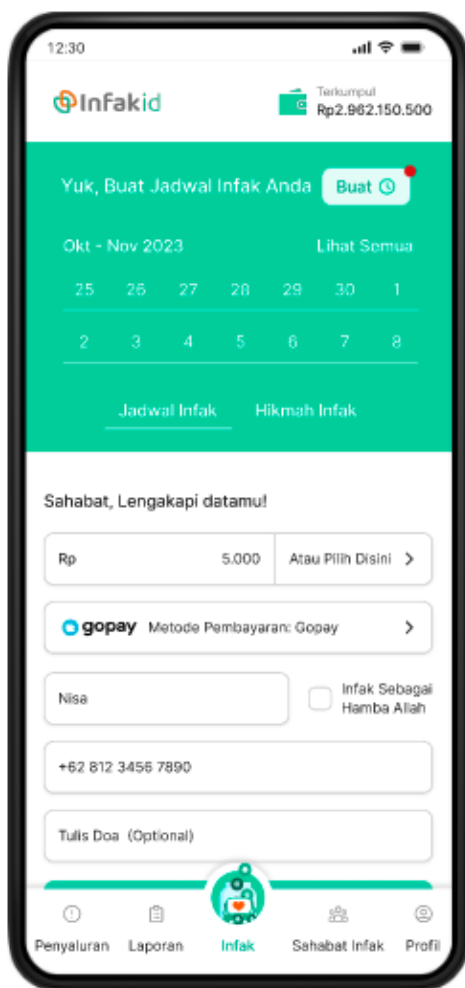 12:30
Infakid
Terkumpul
Rp2.962.150.500
Yuk, Buat Jadwal Infak Anda
Buat
Okt - Nov 2023
Lihat Semua
25 26 27 28 29 30 1
2 3 4 5 6 7 8
Jadwal Infak Hikmah Infak
Sahabat, Lengakapi datamu!
Rp 5.000 Atau Pilih Disini
gopay Metode Pembayaran: Gopay
Nisa
Infak Sebagai
Hamba Allah
+62 812 3456 7890
Tulis Doa (Optional)
Penyaluran Laporan Infak Sahabat Infak Profil